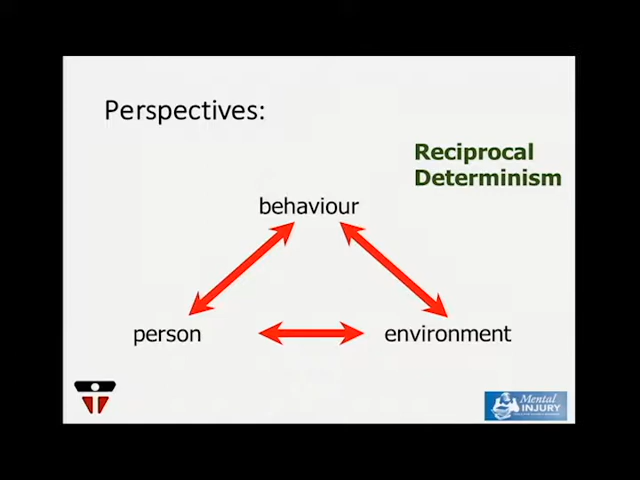 Perspectives:
Reciprocal
Determinism
behaviour
person
environment
Mental
INJURY